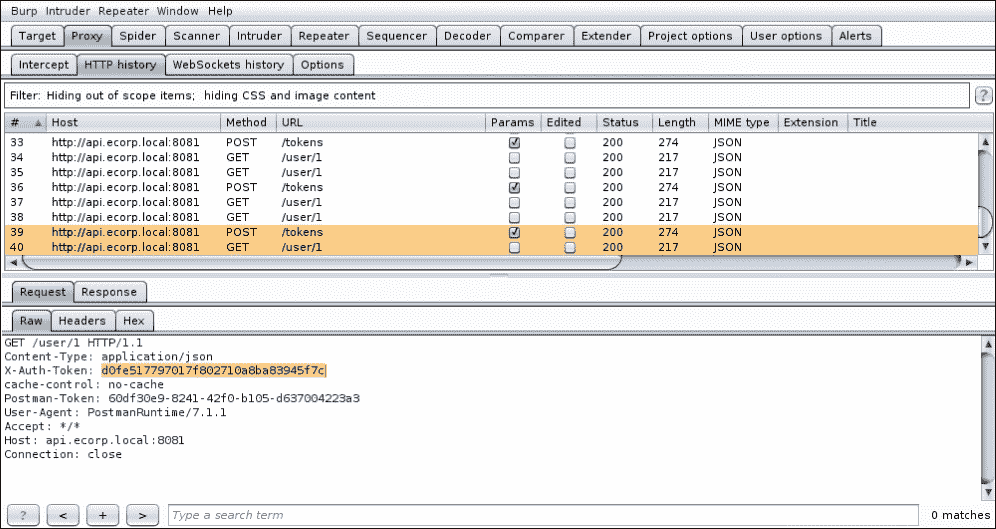 Burp Intruder Repeater Window Help
Target Proxy Spider Scanner Intruder Repeater Sequencer Decoder Comparer Extender Project options User options Alerts
Intercept HTTP history WebSockets history Options
Filter: Hiding out of scope items; hiding CSS and image content ?
# Host Method URL Params Edited Status Length MIME type Extension Title
33 http://api.ecorp.local:8081 POST /tokens 200 274 JSON
34 http://api.ecorp.local:8081 GET /user/1 200 217 JSON
35 http://api.ecorp.local:8081 GET /user/1 200 217 JSON
36 http://api.ecorp.local:8081 POST /tokens 200 274 JSON
37 http://api.ecorp.local:8081 GET /user/1 200 217 JSON
38 http://api.ecorp.local:8081 GET /user/1 200 217 JSON
39 http://api.ecorp.local:8081 POST /tokens 200 274 JSON
40 http://api.ecorp.local:8081 GET /user/1 200 217 JSON
Request Response
Raw Headers Hex
GET /user/1 HTTP/1.1
Content-Type: application/json
X-Auth-Token: d0fe517797017f802710a8ba83945f7c
cache-control: no-cache
Postman-Token: 60df30e9-8241-42f0-b105-d637004223a3
User-Agent: PostmanRuntime/7.1.1
Accept: */*
Host: api.ecorp.local:8081
Connection: close
? < + > Type a search term 0 matches